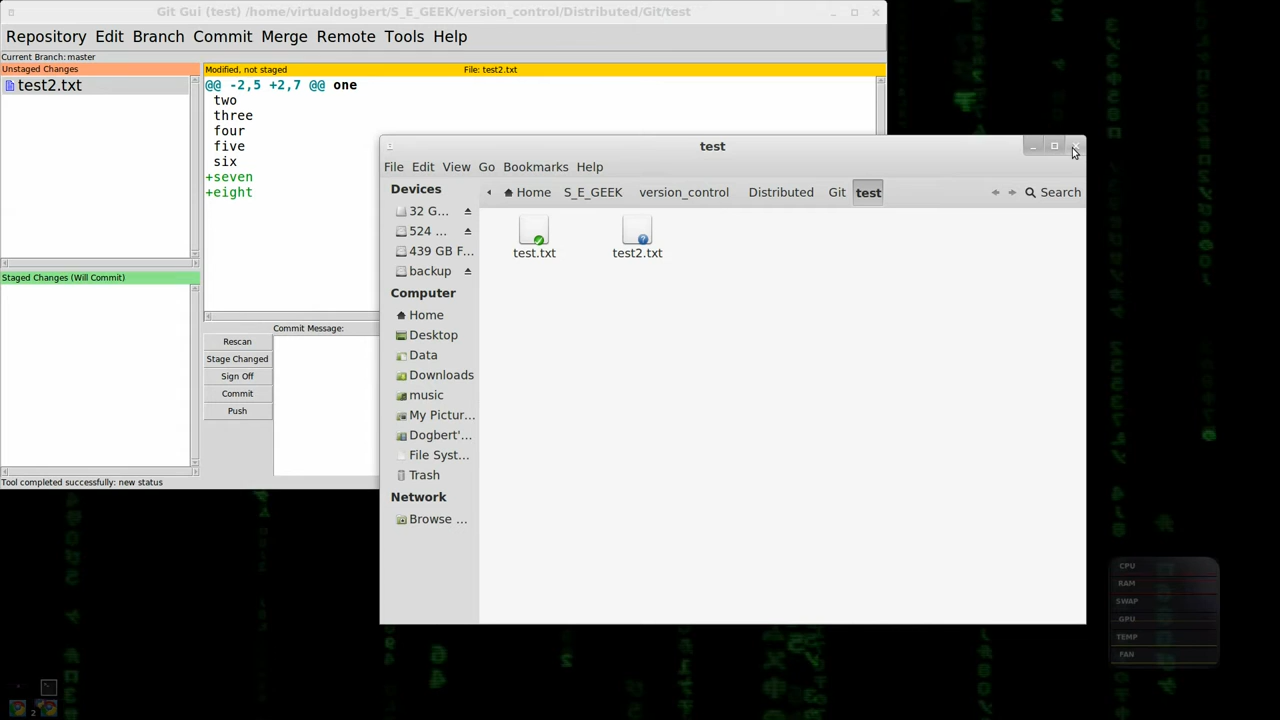 Git Gui (test) /home/virtualdogbert/S_E_GEEK/version_control/Distributed/Git/test
Repository Edit Branch Commit Merge Remote Tools Help
Current Branch: master
Unstaged Changes
test2.txt
Modified, not staged File: test2.txt
@@ -2,5 +2,7 @@ one
two
three
four
five
six
+seven
+eight
Staged Changes (Will Commit)
Commit Message:
Rescan
Stage Changed
Sign Off
Commit
Push
Tool completed successfully: new status
test
File Edit View Go Bookmarks Help
Home S_E_GEEK version_control Distributed Git test Search
Devices
32 G...
524 ...
439 GB F...
backup
Computer
Home
Desktop
Data
Downloads
music
My Pictur...
Dogbert'...
File Syst...
Trash
Network
Browse ...
test.txt
test2.txt
CPU
RAM
SWAP
GPU
TEMP
FAN
2